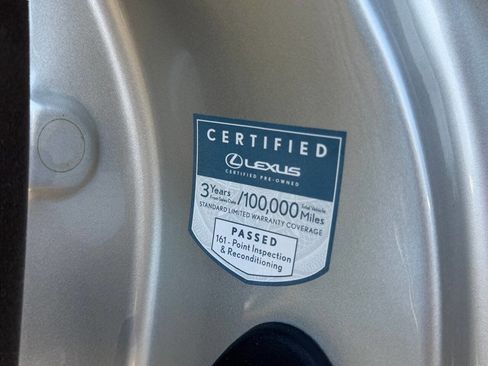 CERTIFIED
LEXUS
CERTIFIED PRE-OWNED
3 Years From Sales Date /100,000 Total Vehicle Miles
STANDARD LIMITED WARRANTY COVERAGE
PASSED
161 - Point Inspection
& Reconditioning